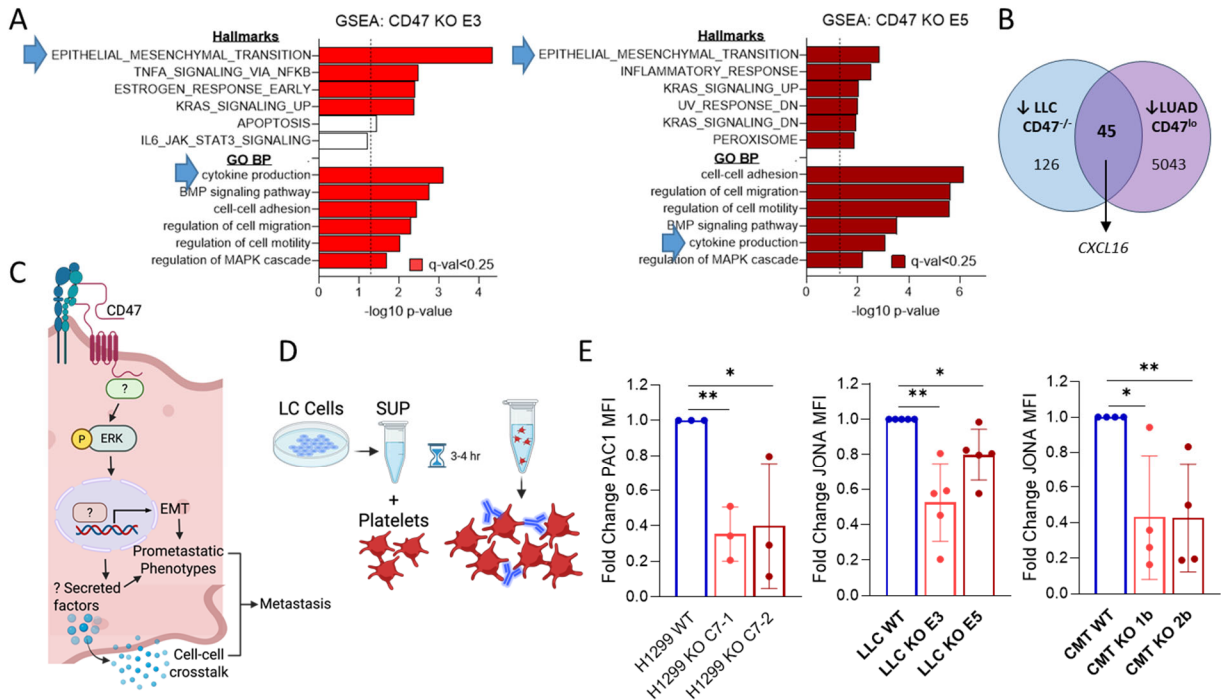 A
GSEA: CD47 KO E3
Hallmarks
EPITHELIAL_MESENCHYMAL_TRANSITION
TNFA_SIGNALING_VIA_NFKB
ESTROGEN_RESPONSE_EARLY
KRAS_SIGNALING_UP
APOPTOSIS
IL6_JAK_STAT3_SIGNALING
GO BP
cytokine production
BMP signaling pathway
cell-cell adhesion
regulation of cell migration
regulation of cell motility
regulation of MAPK cascade
q-val<0.25
0 1 2 3 4
-log10 p-value
GSEA: CD47 KO E5
Hallmarks
EPITHELIAL_MESENCHYMAL_TRANSITION
INFLAMMATORY_RESPONSE
KRAS_SIGNALING_UP
UV_RESPONSE_DN
KRAS_SIGNALING_DN
PEROXISOME
GO BP
cell-cell adhesion
regulation of cell migration
regulation of cell motility
BMP signaling pathway
cytokine production
regulation of MAPK cascade
q-val<0.25
0 2 4 6
-log10 p-value
B
↓ LLC
CD47-/-
126
45
↓LUAD
CD47lo
5043
CXCL16
C
CD47
?
P
ERK
?
EMT
Prometastatic
Phenotypes
? Secreted
factors
Metastasis
Cell-cell
crosstalk
D
LC Cells
SUP
3-4 hr
+
Platelets
E
Fold Change PAC1 MFI
1.2
1.0
0.8
0.6
0.4
0.2
0.0
*
**
H1299 WT
H1299 KO C7-1
H1299 KO C7-2
Fold Change JONA MFI
1.2
1.0
0.8
0.6
0.4
0.2
0.0
*
**
LLC WT
LLC KO E3
LLC KO E5
Fold Change JONA MFI
1.2
1.0
0.8
0.6
0.4
0.2
0.0
**
*
CMT WT
CMT KO 1b
CMT KO 2b